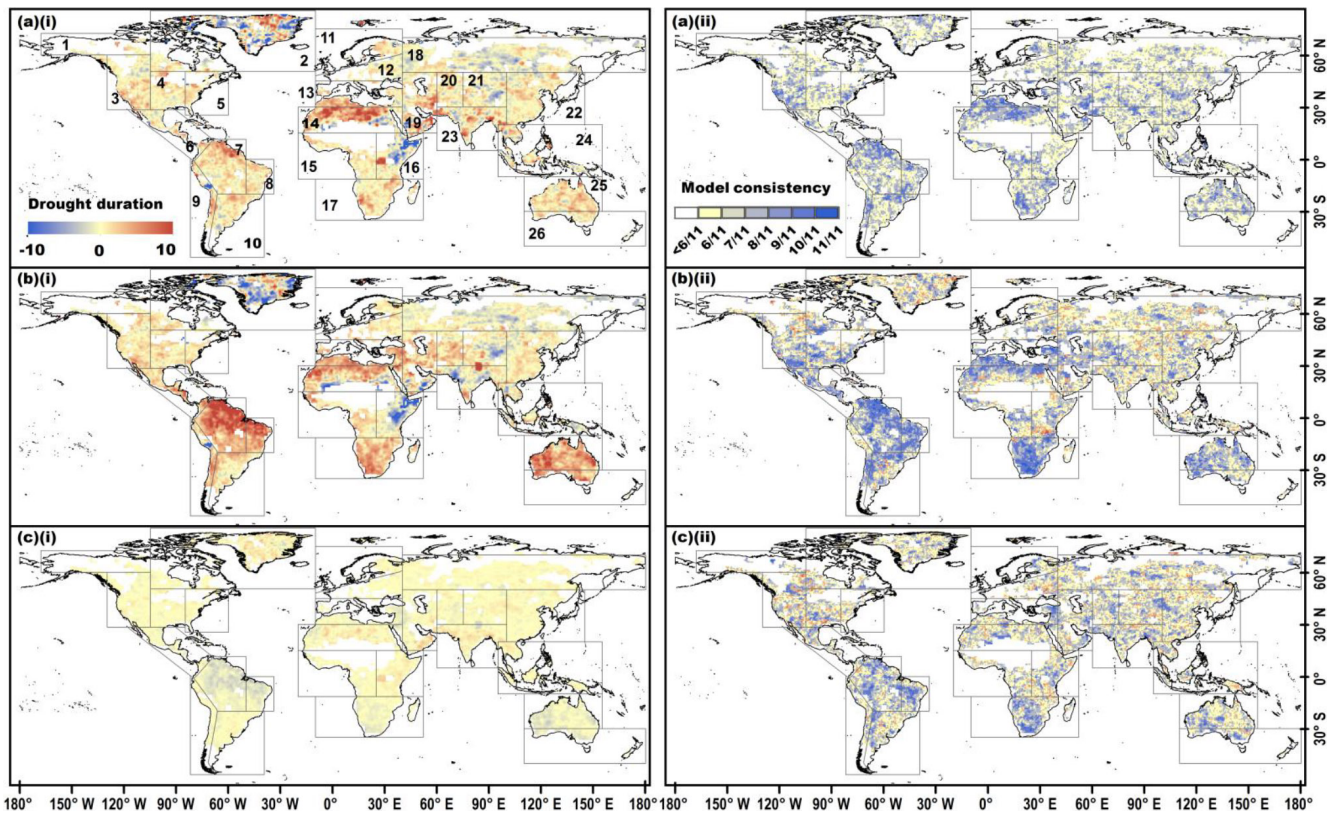 (a)(i)
1
2
3
4
5
6
7
8
9
10
11
12
13
14
15
16
17
18
19
20
21
22
23
24
25
26
Drought duration
-10 0 10
(a)(ii)
Model consistency
<6/11 6/11 7/11 8/11 9/11 10/11 11/11
60° N
30° N
0°
30° S
(b)(i)
(b)(ii)
60° N
30° N
0°
30° S
(c)(i)
(c)(ii)
60° N
30° N
0°
30° S
180° 150° W 120° W 90° W 60° W 30° W 0° 30° E 60° E 90° E 120° E 150° E 180°
180° 150° W 120° W 90° W 60° W 30° W 0° 30° E 60° E 90° E 120° E 150° E 180°